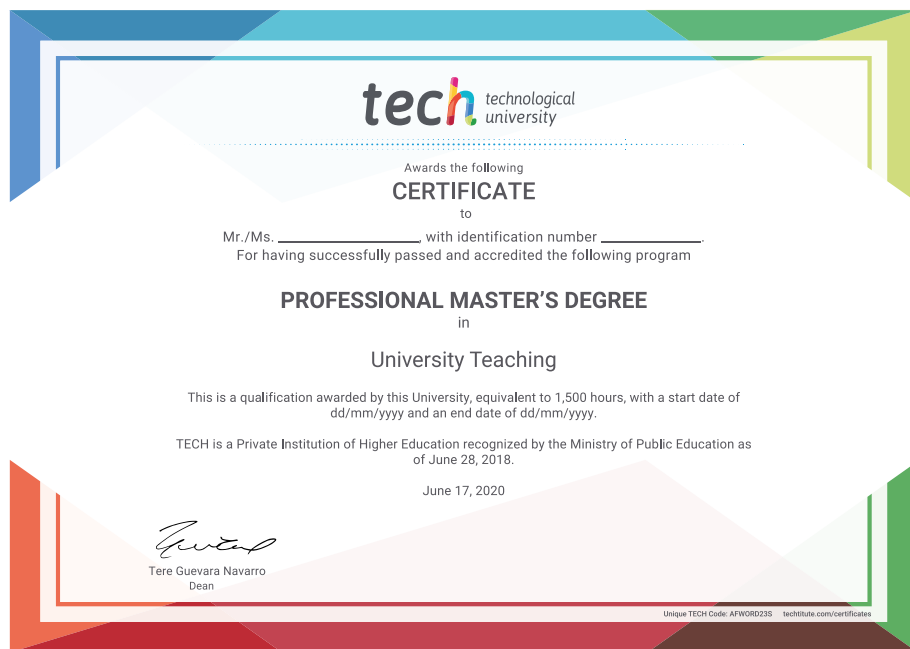 tech technological
university
Awards the following
CERTIFICATE
to
Mr./Ms. ____________________, with identification number ______________.
For having successfully passed and accredited the following program
PROFESSIONAL MASTER’S DEGREE
in
University Teaching
This is a qualification awarded by this University, equivalent to 1,500 hours, with a start date of
dd/mm/yyyy and an end date of dd/mm/yyyy.
TECH is a Private Institution of Higher Education recognized by the Ministry of Public Education as
of June 28, 2018.
June 17, 2020
Tere Guevara Navarro
Dean
Unique TECH Code: AFWORD23S techtitute.com/certificates